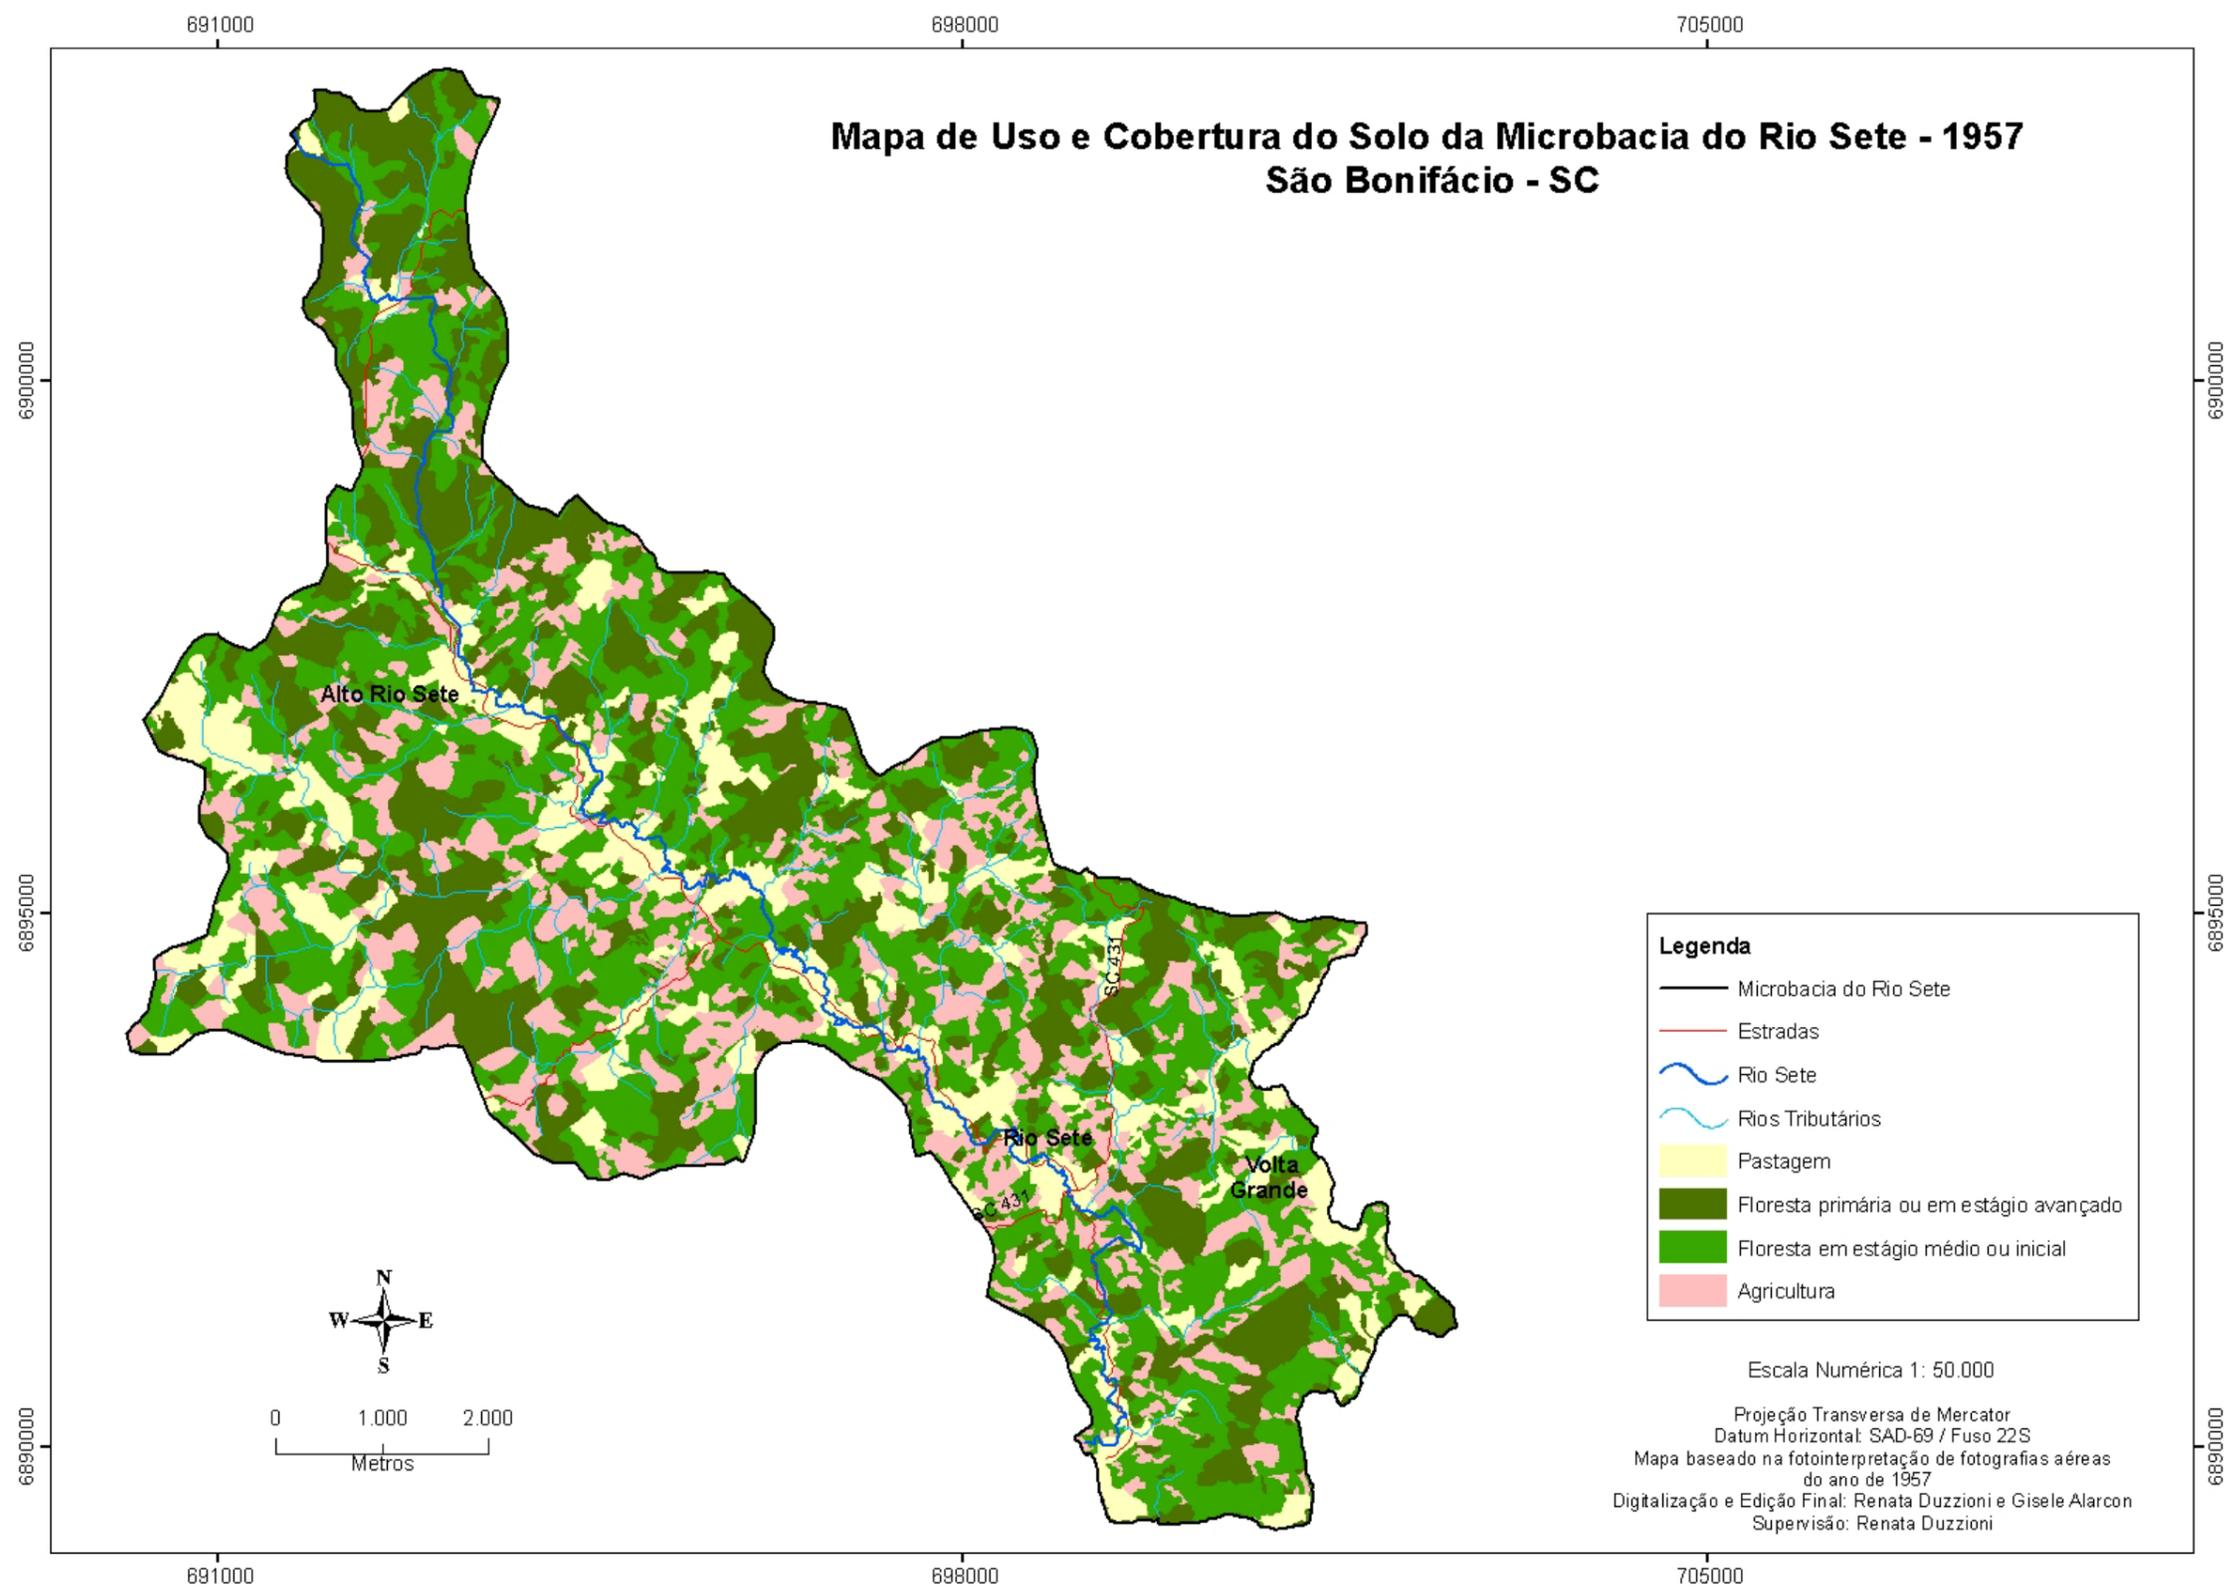 691000
698000
705000
Mapa de Uso e Cobertura do Solo da Microbacia do Rio Sete - 1957
São Bonifácio - SC
6900000
6900000
Alto Rio Sete
6895000
6895000
SC 431
Legenda
Microbacia do Rio Sete
Estradas
Rio Sete
Rios Tributários
Pastagem
Floresta primária ou em estágio avançado
Floresta em estágio médio ou inicial
Agricultura
Rio Sete
Volta
Grande
SC 431
N
W
E
S
0 1.000 2.000
Metros
Escala Numérica 1: 50.000
Projeção Transversa de Mercator
Datum Horizontal: SAD-69 / Fuso 22S
Mapa baseado na fotointerpretação de fotografias aéreas
do ano de 1957
Digitalização e Edição Final: Renata Duzzioni e Gisele Alarcon
Supervisão: Renata Duzzioni
6890000
6890000
691000
698000
705000